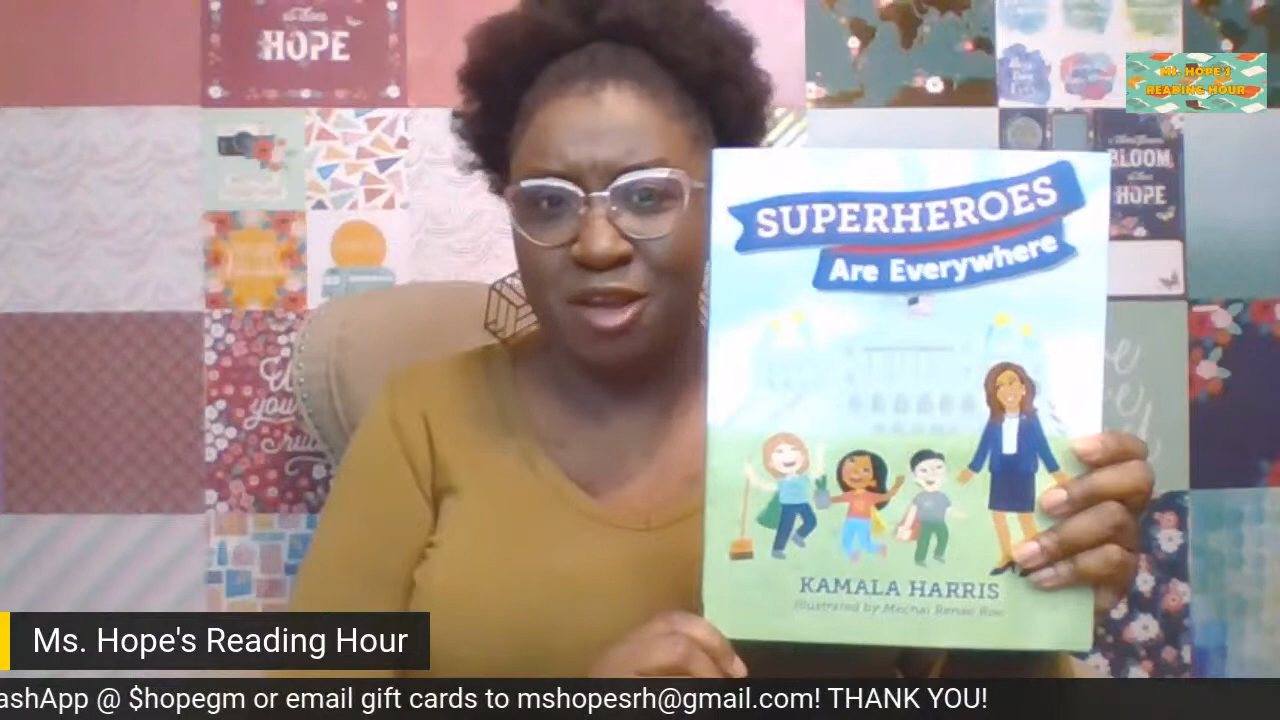 HOPE
MS. HOPE'S
READING HOUR
BLOOM
HOPE
SUPERHEROES
Are Everywhere
you
KAMALA HARRIS
Illustrated by Mechal Renee Roe
Ms. Hope's Reading Hour
ashApp @ $hopegm or email gift cards to mshopesrh@gmail.com! THANK YOU!